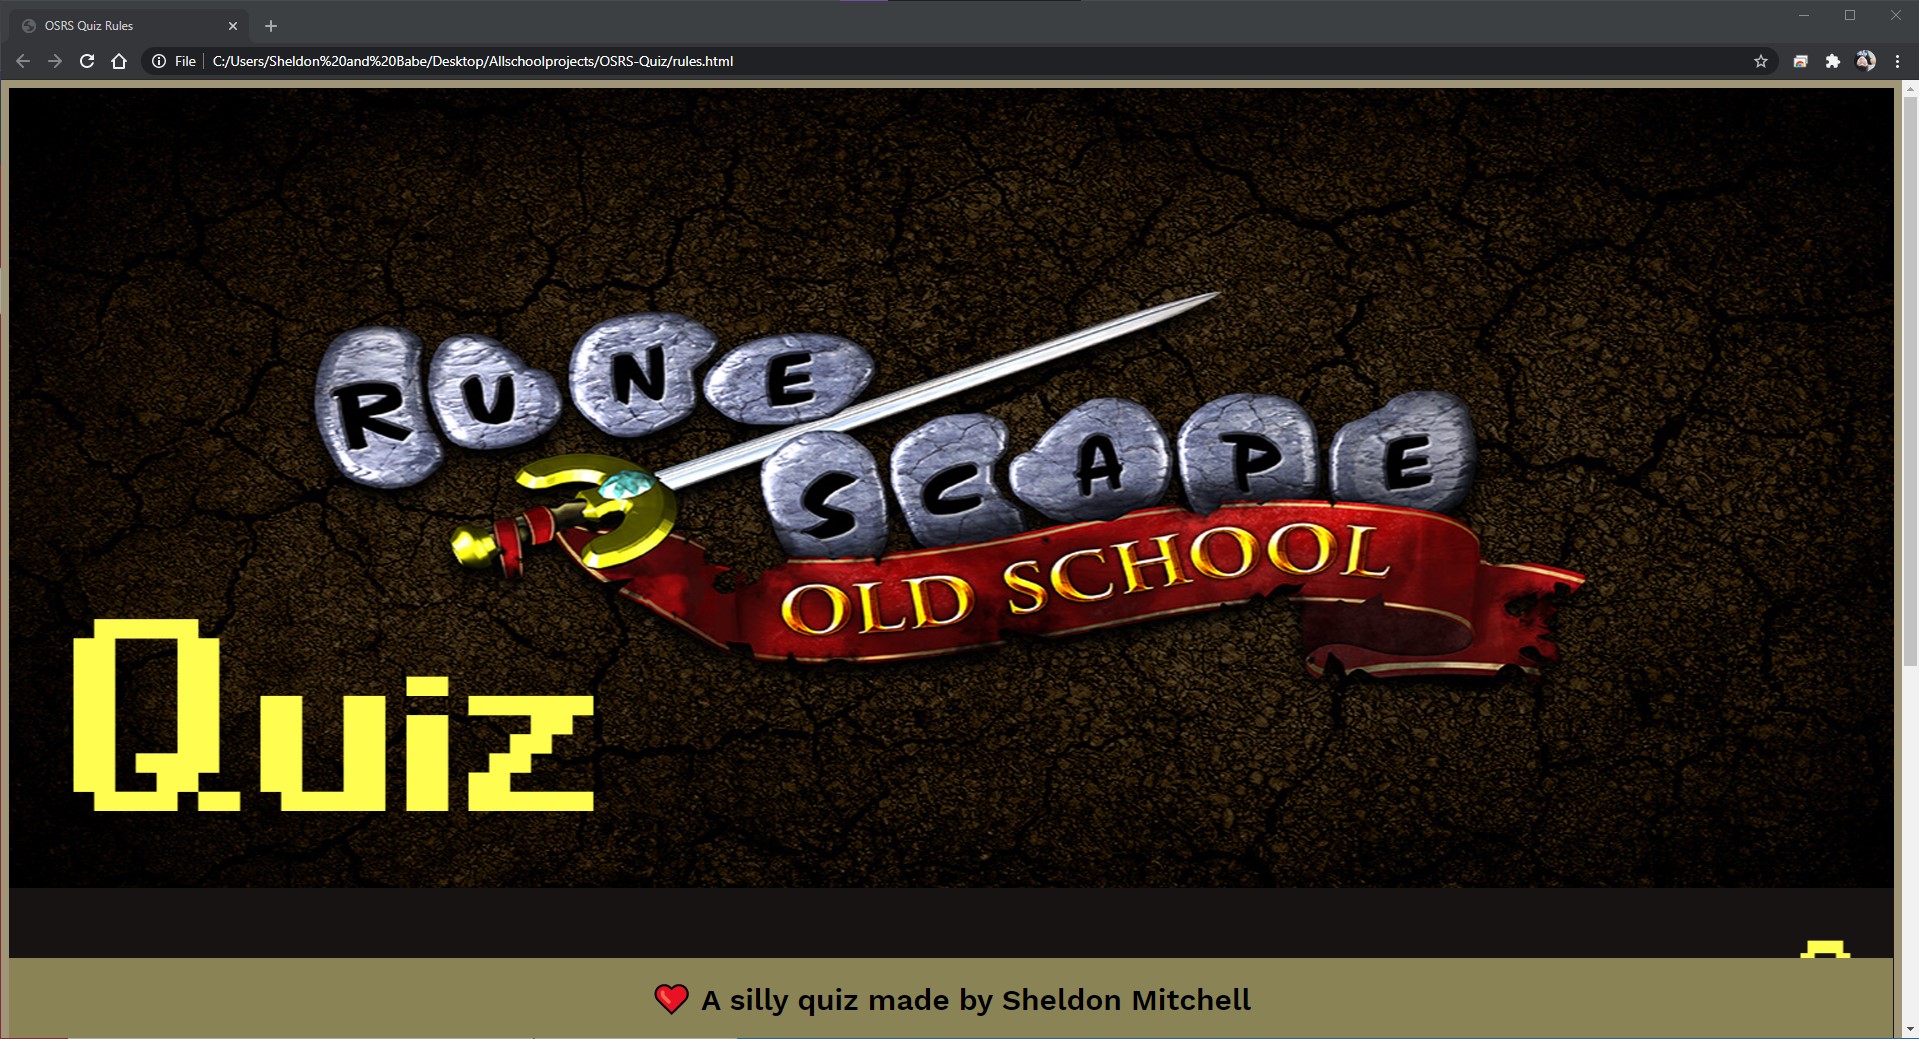 OSRS Quiz Rules
File C:/Users/Sheldon%20and%20Babe/Desktop/Allschoolprojects/OSRS-Quiz/rules.html
RUNE
SCAPE
OLD SCHOOL
Quiz
A silly quiz made by Sheldon Mitchell